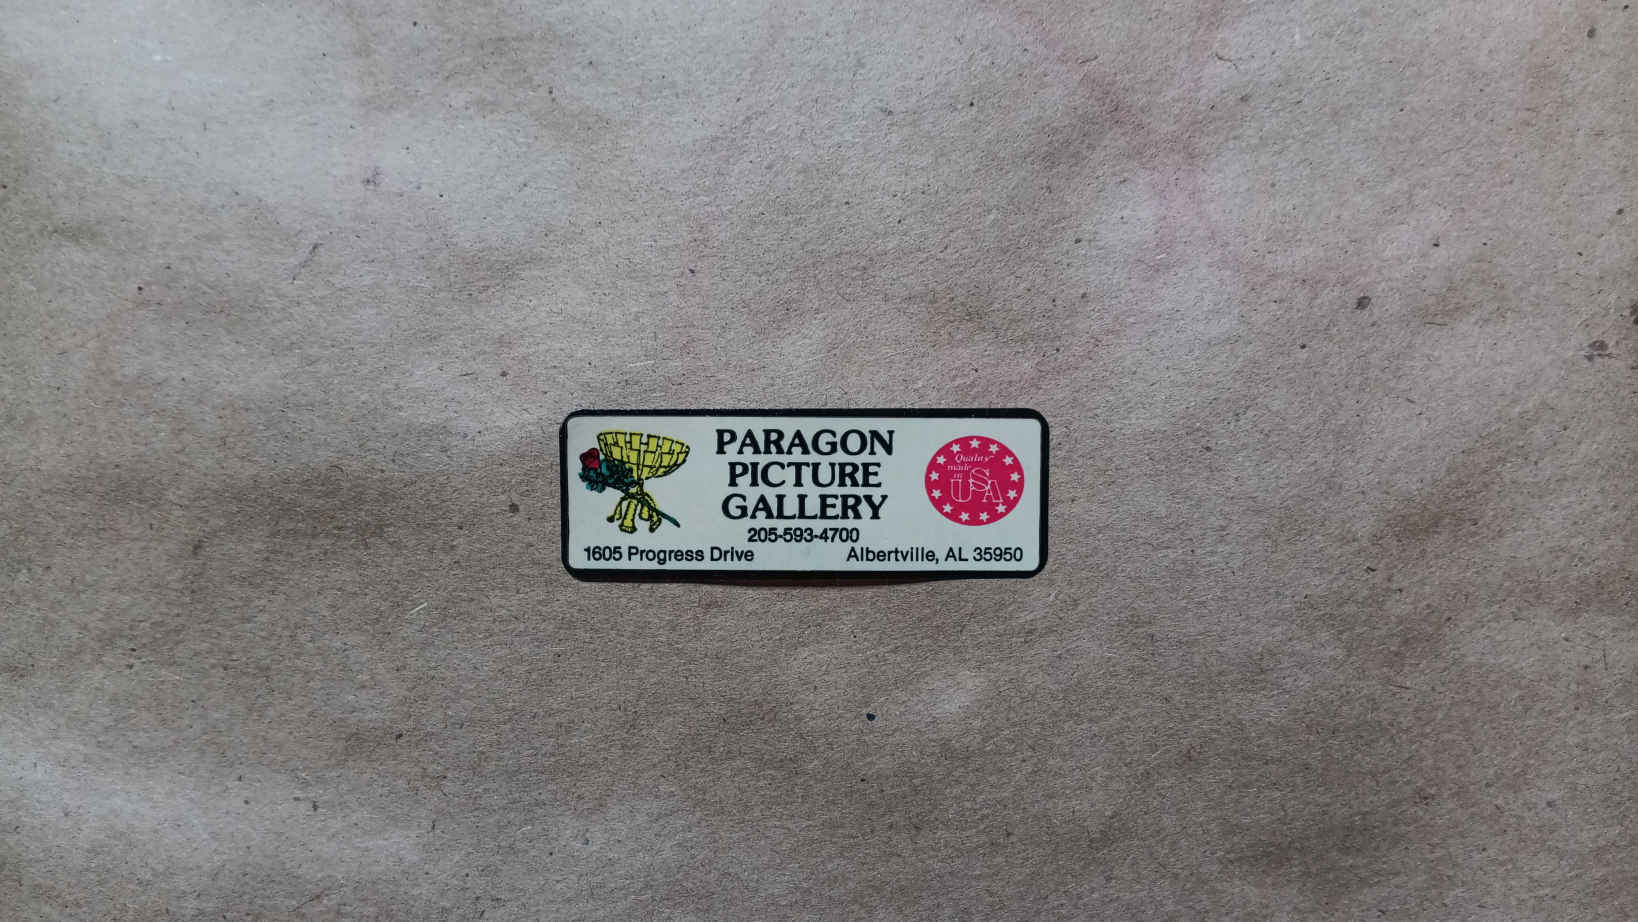 PARAGON
PICTURE
GALLERY
205-593-4700
1605 Progress Drive
Albertville, AL 35950
Quality
made
in
USA